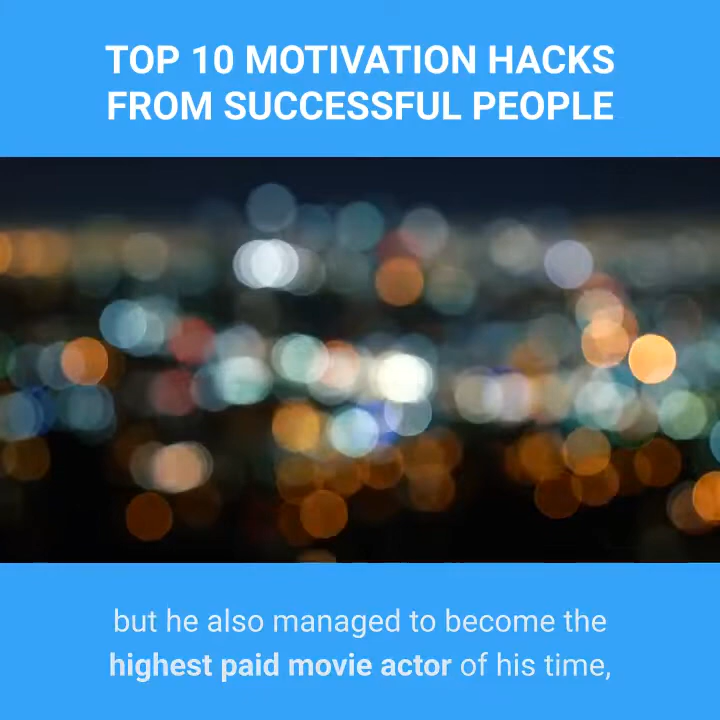 TOP 10 MOTIVATION HACKS
FROM SUCCESSFUL PEOPLE
but he also managed to become the
highest paid movie actor of his time,